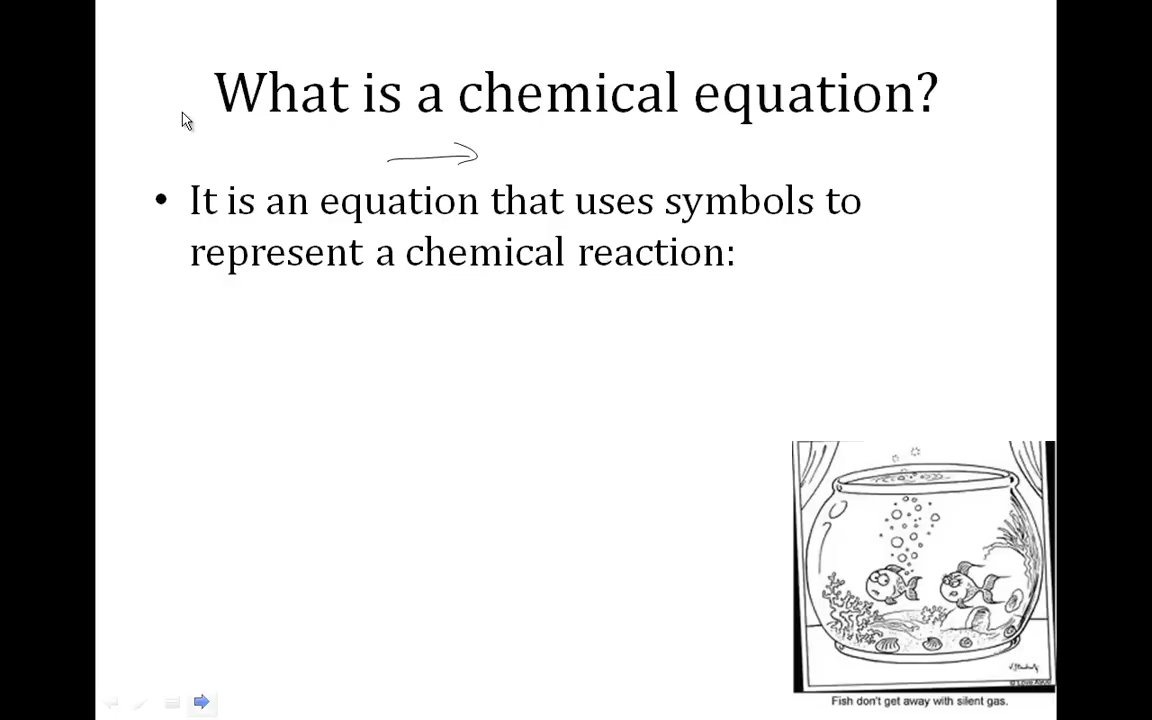 What is a chemical equation?
• It is an equation that uses symbols to
represent a chemical reaction:
Fish don't get away with silent gas.